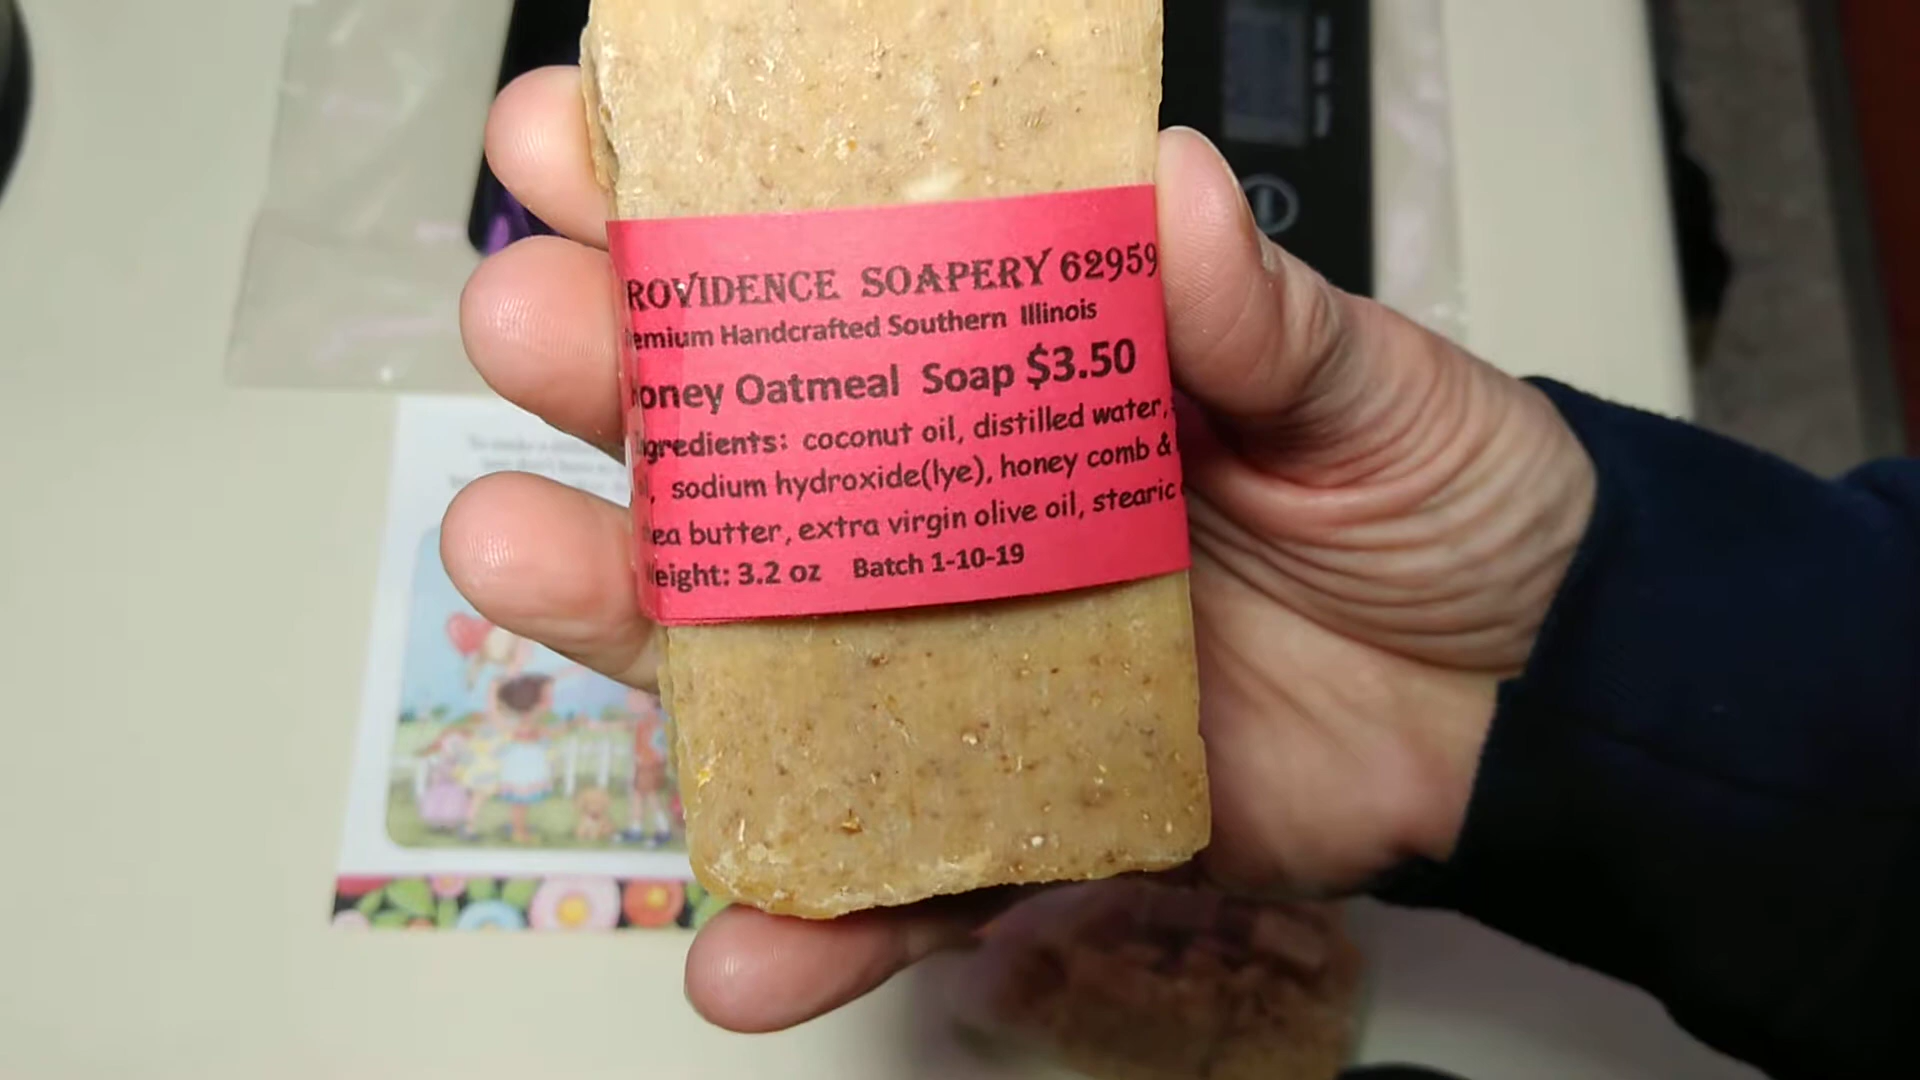 ROVIDENCE SOAPERY 62959
emium Handcrafted Southern Illinois
oney Oatmeal Soap $3.50
gredients: coconut oil, distilled water,
, sodium hydroxide(lye), honey comb &
ea butter, extra virgin olive oil, stearic
eight: 3.2 oz Batch 1-10-19